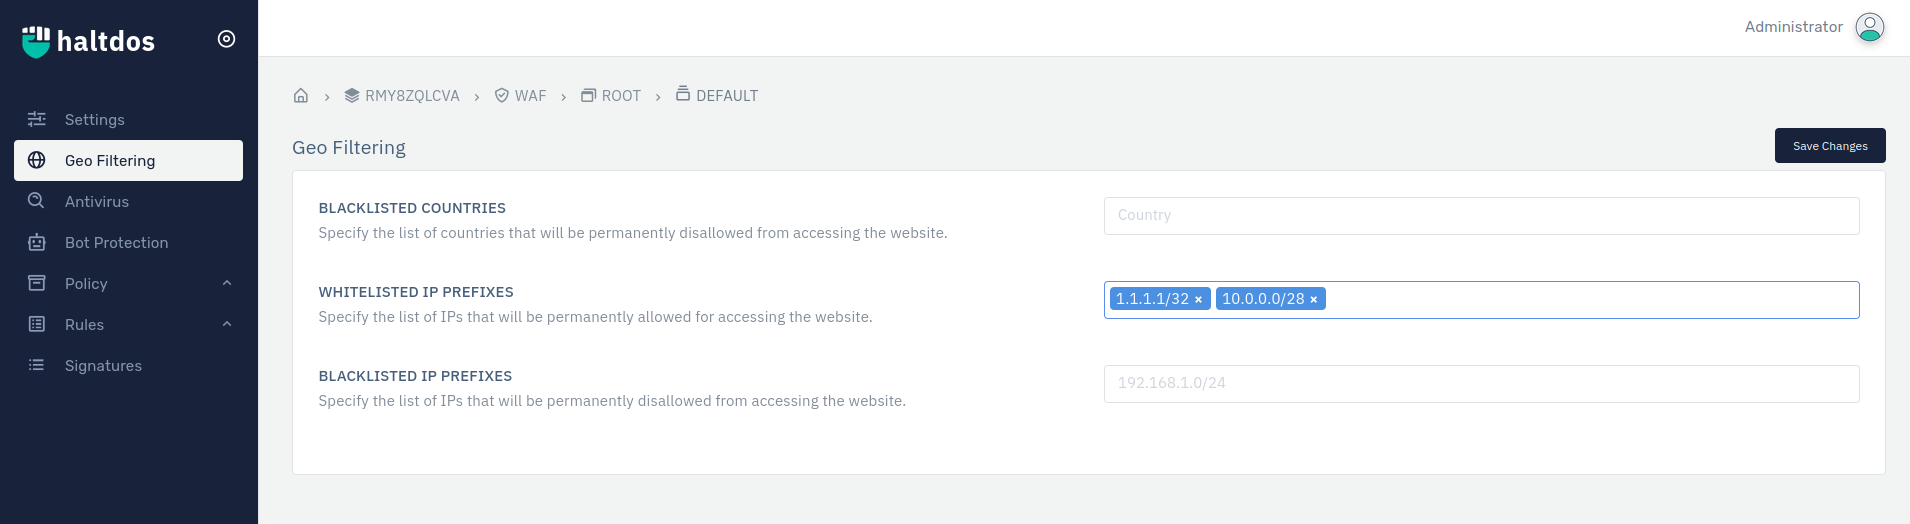 haltdos
Administrator
Settings
Geo Filtering
Antivirus
Bot Protection
Policy
Rules
Signatures
RMY8ZQLCVA › WAF › ROOT › DEFAULT
Geo Filtering
Save Changes
BLACKLISTED COUNTRIES
Specify the list of countries that will be permanently disallowed from accessing the website.
Country
WHITELISTED IP PREFIXES
Specify the list of IPs that will be permanently allowed for accessing the website.
1.1.1.1/32 × 10.0.0.0/28 ×
BLACKLISTED IP PREFIXES
Specify the list of IPs that will be permanently disallowed from accessing the website.
192.168.1.0/24